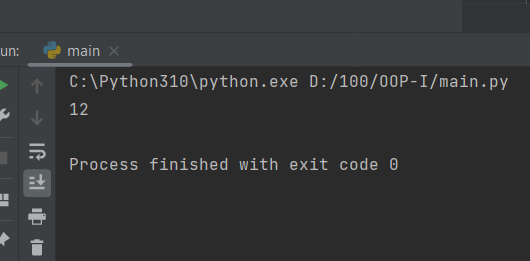 un: main
C:\Python310\python.exe D:/100/OOP-I/main.py
12
Process finished with exit code 0